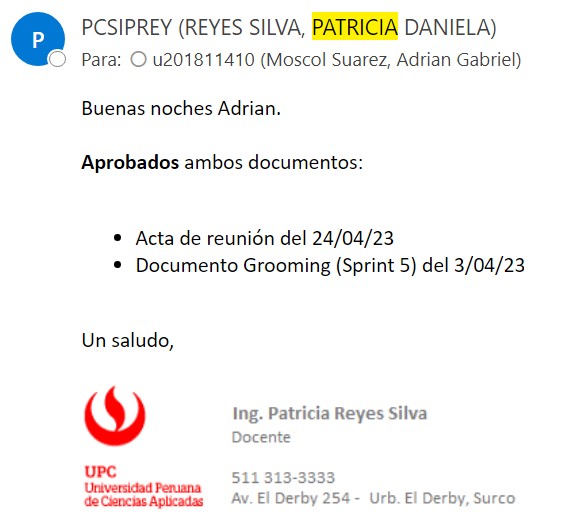 P
PCSIPREY (REYES SILVA, PATRICIA DANIELA)
Para: u201811410 (Moscol Suarez, Adrian Gabriel)
Buenas noches Adrian.
Aprobados ambos documentos:
• Acta de reunión del 24/04/23
• Documento Grooming (Sprint 5) del 3/04/23
Un saludo,
UPC
Universidad Peruana
de Ciencias Aplicadas
Ing. Patricia Reyes Silva
Docente
511 313-3333
Av. El Derby 254 - Urb. El Derby, Surco